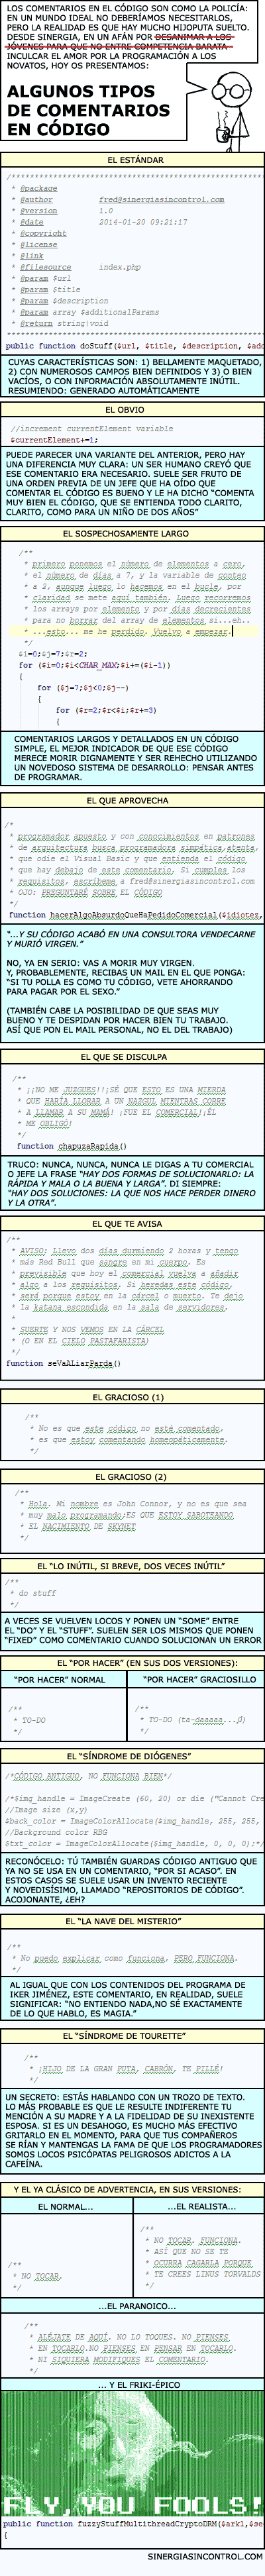 LOS COMENTARIOS EN EL CÓDIGO SON COMO LA POLICÍA:
EN UN MUNDO IDEAL NO DEBERÍAMOS NECESITARLOS,
PERO LA REALIDAD ES QUE HAY MUCHO HIJOPUTA SUELTO.
DESDE SINERGIA, EN UN AFÁN POR DESANIMAR A LOS
JÓVENES PARA QUE NO ENTRE COMPETENCIA BARATA
INCULCAR EL AMOR POR LA PROGRAMACIÓN A LOS
NOVATOS, HOY OS PRESENTAMOS:
ALGUNOS TIPOS
DE COMENTARIOS
EN CÓDIGO
EL ESTÁNDAR
/****************************************************
* @package
* @author fred@sinergiasincontrol.com
* @version 1.0
* @date 2014-01-20 09:21:17
* @copyright
* @license
* @link
* @filesource index.php
* @param $url
* @param $title
* @param $description
* @param array $additionalParams
* @return string|void
*****************************************************
public function doStuff($url, $title, $description, $add
CUYAS CARACTERÍSTICAS SON: 1) BELLAMENTE MAQUETADO,
2) CON NUMEROSOS CAMPOS BIEN DEFINIDOS Y 3) O BIEN
VACÍOS, O CON INFORMACIÓN ABSOLUTAMENTE INÚTIL.
RESUMIENDO: GENERADO AUTOMÁTICAMENTE
EL OBVIO
//increment currentElement variable
$currentElement+=1;
PUEDE PARECER UNA VARIANTE DEL ANTERIOR, PERO HAY
UNA DIFERENCIA MUY CLARA: UN SER HUMANO CREYÓ QUE
ESE COMENTARIO ERA NECESARIO. SUELE SER FRUTO DE
UNA ORDEN PREVIA DE UN JEFE QUE HA OÍDO QUE
COMENTAR EL CÓDIGO ES BUENO Y LE HA DICHO "COMENTA
MUY BIEN EL CÓDIGO, QUE SE ENTIENDA TODO CLARITO,
CLARITO, COMO PARA UN NIÑO DE DOS AÑOS"
EL SOSPECHOSAMENTE LARGO
/**
* primero ponemos el número de elementos a cero,
* el número de días a 7, y la variable de conteo
* a 2, aunque luego lo hacemos en el bucle, por
* claridad se mete aquí también. Luego recorremos
* los arrays por elemento y por días decrecientes
* para no borrar del array de elementos si...eh..
* ...esto... me he perdido. Vuelvo a empezar.
*/
$i=0;$j=7;$r=2;
for ($i=0;$i<CHAR_MAX;$i+=($i-1))
{
for ($j=7;$j<0;$j--)
{
for ($r=2;$r<$i;$r+=3)
{
COMENTARIOS LARGOS Y DETALLADOS EN UN CÓDIGO
SIMPLE, EL MEJOR INDICADOR DE QUE ESE CÓDIGO
MERECE MORIR DIGNAMENTE Y SER REHECHO UTILIZANDO
UN NOVEDOSO SISTEMA DE DESARROLLO: PENSAR ANTES
DE PROGRAMAR.
EL QUE APROVECHA
/*
* programador apuesto y con conocimientos en patrones
* de arquitectura busca programadora simpática,atenta,
* que odie el Visual Basic y que entienda el código
* que hay debajo de este comentario. Si cumples los
* requisitos, escríbeme a fred@sinergiasincontrol.com
* OJO: PREGUNTARÉ SOBRE EL CÓDIGO
*/
function hacerAlgoAbsurdoQueHaPedidoComercial($idiotez,
"...Y SU CÓDIGO ACABÓ EN UNA CONSULTORA VENDECARNE
Y MURIÓ VIRGEN."
NO, YA EN SERIO: VAS A MORIR MUY VIRGEN.
Y, PROBABLEMENTE, RECIBAS UN MAIL EN EL QUE PONGA:
"SI TU POLLA ES COMO TU CÓDIGO, VETE AHORRANDO
PARA PAGAR POR EL SEXO."
(TAMBIÉN CABE LA POSIBILIDAD DE QUE SEAS MUY
BUENO Y TE DESPIDAN POR HACER BIEN TU TRABAJO.
ASÍ QUE PON EL MAIL PERSONAL, NO EL DEL TRABAJO)
EL QUE SE DISCULPA
/**
* ¡¡NO ME JUZGUES!!¡SÉ QUE ESTO ES UNA MIERDA
* QUE HARÍA LLORAR A UN NAZGUL MIENTRAS CORRE
* A LLAMAR A SU MAMÁ! ¡FUE EL COMERCIAL!¡ÉL
* ME OBLIGÓ!
*/
function chapuzaRapida()
TRUCO: NUNCA, NUNCA, NUNCA LE DIGAS A TU COMERCIAL
O JEFE LA FRASE "HAY DOS FORMAS DE SOLUCIONARLO: LA
RÁPIDA Y MALA O LA BUENA Y LARGA". DI SIEMPRE:
"HAY DOS SOLUCIONES: LA QUE NOS HACE PERDER DINERO
Y LA OTRA".
EL QUE TE AVISA
/**
* AVISO: Llevo dos días durmiendo 2 horas y tengo
* más Red Bull que sangre en mi cuerpo. Es
* previsible que hoy el comercial vuelva a añadir
* algo a los requisitos. Si heredas este código,
* será porque estoy en la cárcel o muerto. Te dejo
* la katana escondida en la sala de servidores.
*
* SUERTE Y NOS VEMOS EN LA CÁRCEL
* (O EN EL CIELO PASTAFARISTA)
*/
function seVaALiarParda()
EL GRACIOSO (1)
/**
* No es que este código no esté comentado,
* es que estoy comentando homeopáticamente.
*/
EL GRACIOSO (2)
/**
* Hola. Mi nombre es John Connor, y no es que sea
* muy malo programando;ES QUE ESTOY SABOTEANDO
* EL NACIMIENTO DE SKYNET
*/
EL "LO INÚTIL, SI BREVE, DOS VECES INÚTIL"
/**
* do stuff
*/
A VECES SE VUELVEN LOCOS Y PONEN UN "SOME" ENTRE
EL "DO" Y EL "STUFF". SUELEN SER LOS MISMOS QUE PONEN
"FIXED" COMO COMENTARIO CUANDO SOLUCIONAN UN ERROR
EL "POR HACER" (EN SUS DOS VERSIONES):
"POR HACER" NORMAL
/**
* TO-DO
*/
"POR HACER" GRACIOSILLO
/**
* TO-DO (ta-daaaaa...♫)
*/
EL "SÍNDROME DE DIÓGENES"
/*CÓDIGO ANTIGUO, NO FUNCIONA BIEN*/
/*$img_handle = ImageCreate (60, 20) or die ("Cannot Cre
//Image size (x,y)
$back_color = ImageColorAllocate($img_handle, 255, 255,
//Background color RBG
$txt_color = ImageColorAllocate($img_handle, 0, 0, 0);*/
RECONÓCELO: TÚ TAMBIÉN GUARDAS CÓDIGO ANTIGUO QUE
YA NO SE USA EN UN COMENTARIO, "POR SI ACASO". EN
ESTOS CASOS SE SUELE USAR UN INVENTO RECIENTE
Y NOVEDISÍSIMO, LLAMADO "REPOSITORIOS DE CÓDIGO".
ACOJONANTE, ¿EH?
EL "LA NAVE DEL MISTERIO"
/**
* No puedo explicar como funciona, PERO FUNCIONA.
*/
AL IGUAL QUE CON LOS CONTENIDOS DEL PROGRAMA DE
IKER JIMÉNEZ, ESTE COMENTARIO, EN REALIDAD, SUELE
SIGNIFICAR: "NO ENTIENDO NADA,NO SÉ EXACTAMENTE
DE LO QUE HABLO, ES MAGIA."
EL "SÍNDROME DE TOURETTE"
/**
* ¡HIJO DE LA GRAN PUTA, CABRÓN, TE PILLÉ!
*/
UN SECRETO: ESTÁS HABLANDO CON UN TROZO DE TEXTO.
LO MÁS PROBABLE ES QUE LE RESULTE INDIFERENTE TU
MENCIÓN A SU MADRE Y A LA FIDELIDAD DE SU INEXISTENTE
ESPOSA. SI ES UN DESAHOGO, ES MUCHO MÁS EFECTIVO
GRITARLO EN EL MOMENTO, PARA QUE TUS COMPAÑEROS
SE RÍAN Y MANTENGAS LA FAMA DE QUE LOS PROGRAMADORES
SOMOS LOCOS PSICÓPATAS PELIGROSOS ADICTOS A LA
CAFEÍNA.
Y EL YA CLÁSICO DE ADVERTENCIA, EN SUS VERSIONES:
EL NORMAL...
/**
* NO TOCAR.
*/
...EL REALISTA...
/**
* NO TOCAR. FUNCIONA.
* ASÍ QUE NO SE TE
* OCURRA CAGARLA PORQUE
* TE CREES LINUS TORVALDS
*/
...EL PARANOICO...
/**
* ALÉJATE DE AQUÍ. NO LO TOQUES. NO PIENSES
* EN TOCARLO.NO PIENSES EN PENSAR EN TOCARLO.
* NI SIQUIERA MODIFIQUES EL COMENTARIO.
*/
... Y EL FRIKI-ÉPICO
FLY, YOU FOOLS!
public function fuzzyStuffMultithreadCryptoDRM($ark1,$se
{
SINERGIASINCONTROL.COM